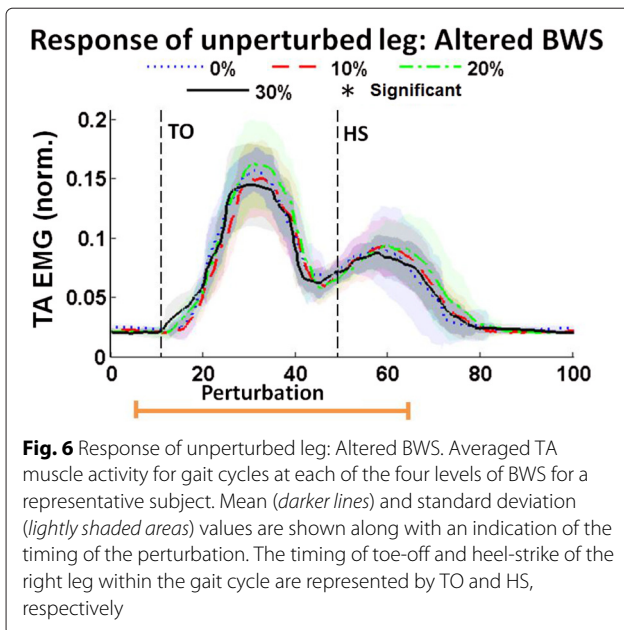 Response of unperturbed leg: Altered BWS
0% 10% 20%
30% * Significant
TO HS
TA EMG (norm.)
0.2
0.15
0.1
0.05
0
0 20 40 60 80 100
Perturbation
Fig. 6 Response of unperturbed leg: Altered BWS. Averaged TA
muscle activity for gait cycles at each of the four levels of BWS for a
representative subject. Mean (darker lines) and standard deviation
(lightly shaded areas) values are shown along with an indication of the
timing of the perturbation. The timing of toe-off and heel-strike of the
right leg within the gait cycle are represented by TO and HS,
respectively